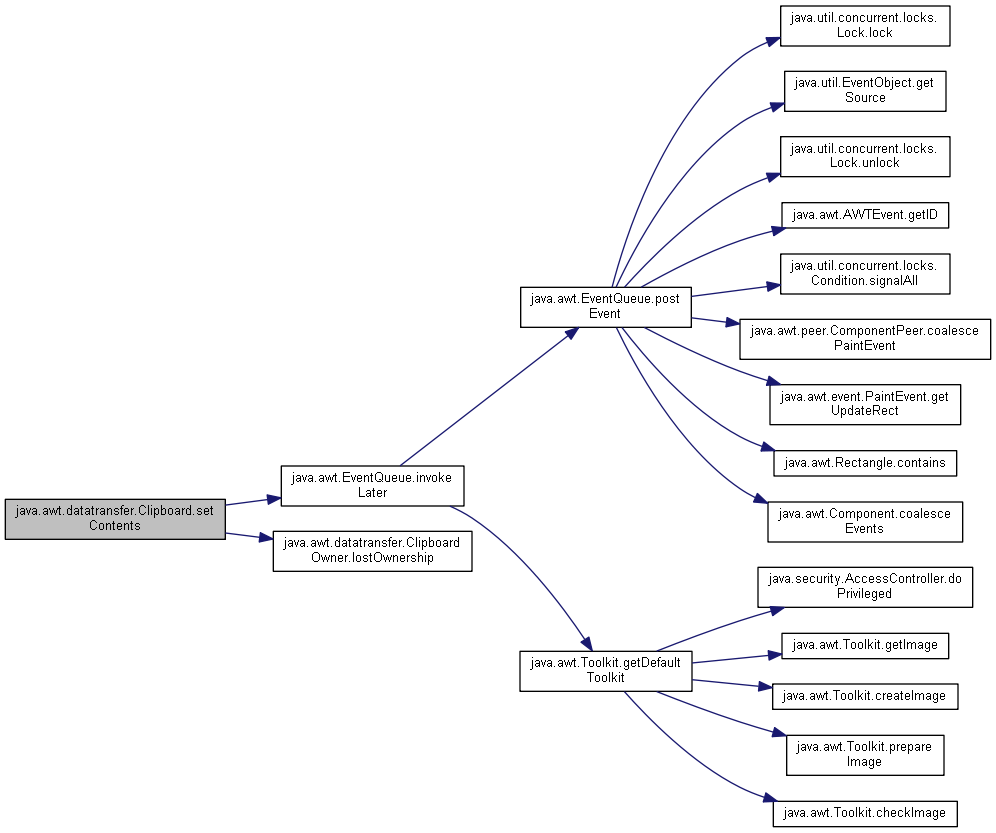 java.util.concurrent.locks.
Lock.lock
java.util.EventObject.get
Source
java.util.concurrent.locks.
Lock.unlock
java.awt.AWTEvent.getID
java.util.concurrent.locks.
Condition.signalAll
java.awt.EventQueue.post
Event
java.awt.peer.ComponentPeer.coalesce
PaintEvent
java.awt.event.PaintEvent.get
UpdateRect
java.awt.Rectangle.contains
java.awt.EventQueue.invoke
Later
java.awt.datatransfer.Clipboard.set
Contents
java.awt.Component.coalesce
Events
java.awt.datatransfer.Clipboard
Owner.lostOwnership
java.security.AccessController.do
Privileged
java.awt.Toolkit.getImage
java.awt.Toolkit.getDefault
Toolkit
java.awt.Toolkit.createImage
java.awt.Toolkit.prepare
Image
java.awt.Toolkit.checkImage